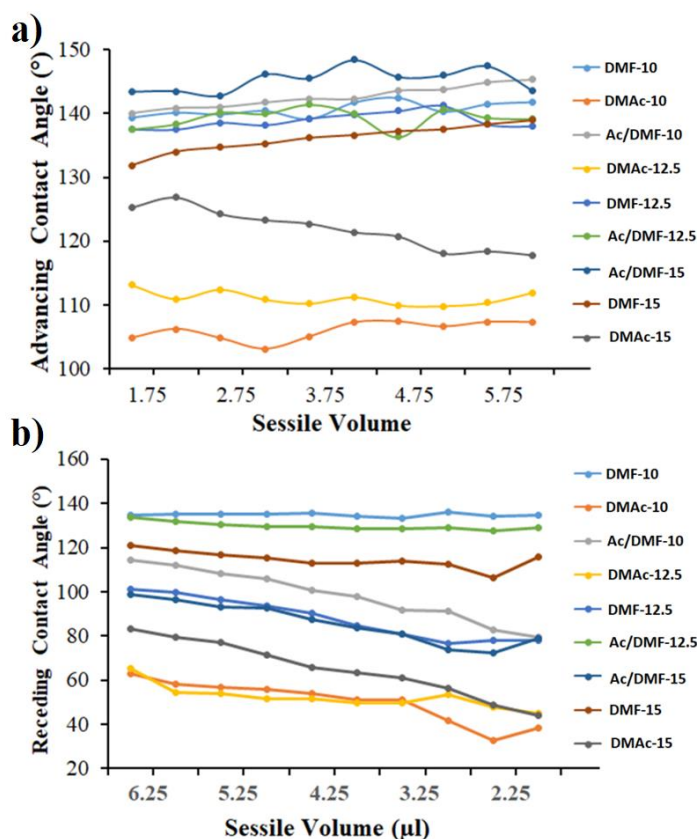 a)
Advancing Contact Angle (°)
150
140
130
120
110
100
1.75 2.75 3.75 4.75 5.75
Sessile Volume
DMF-10
DMAc-10
Ac/DMF-10
DMAc-12.5
DMF-12.5
Ac/DMF-12.5
Ac/DMF-15
DMF-15
DMAc-15
b)
Receding Contact Angle (°)
160
140
120
100
80
60
40
20
6.25 5.25 4.25 3.25 2.25
Sessile Volume (µl)
DMF-10
DMAc-10
Ac/DMF-10
DMAc-12.5
DMF-12.5
Ac/DMF-12.5
Ac/DMF-15
DMF-15
DMAc-15